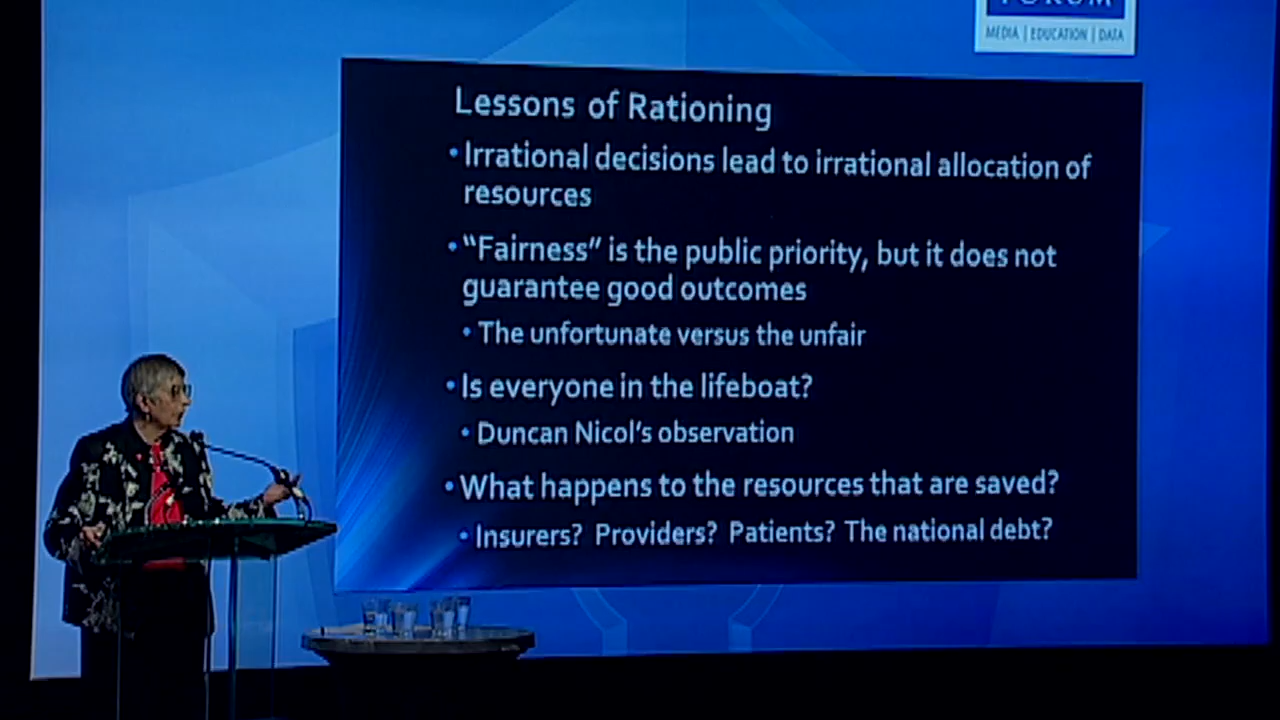 FORUM
MEDIA | EDUCATION | DATA
Lessons of Rationing
• Irrational decisions lead to irrational allocation of
resources
• “Fairness” is the public priority, but it does not
guarantee good outcomes
• The unfortunate versus the unfair
• Is everyone in the lifeboat?
• Duncan Nicol’s observation
• What happens to the resources that are saved?
• Insurers? Providers? Patients? The national debt?